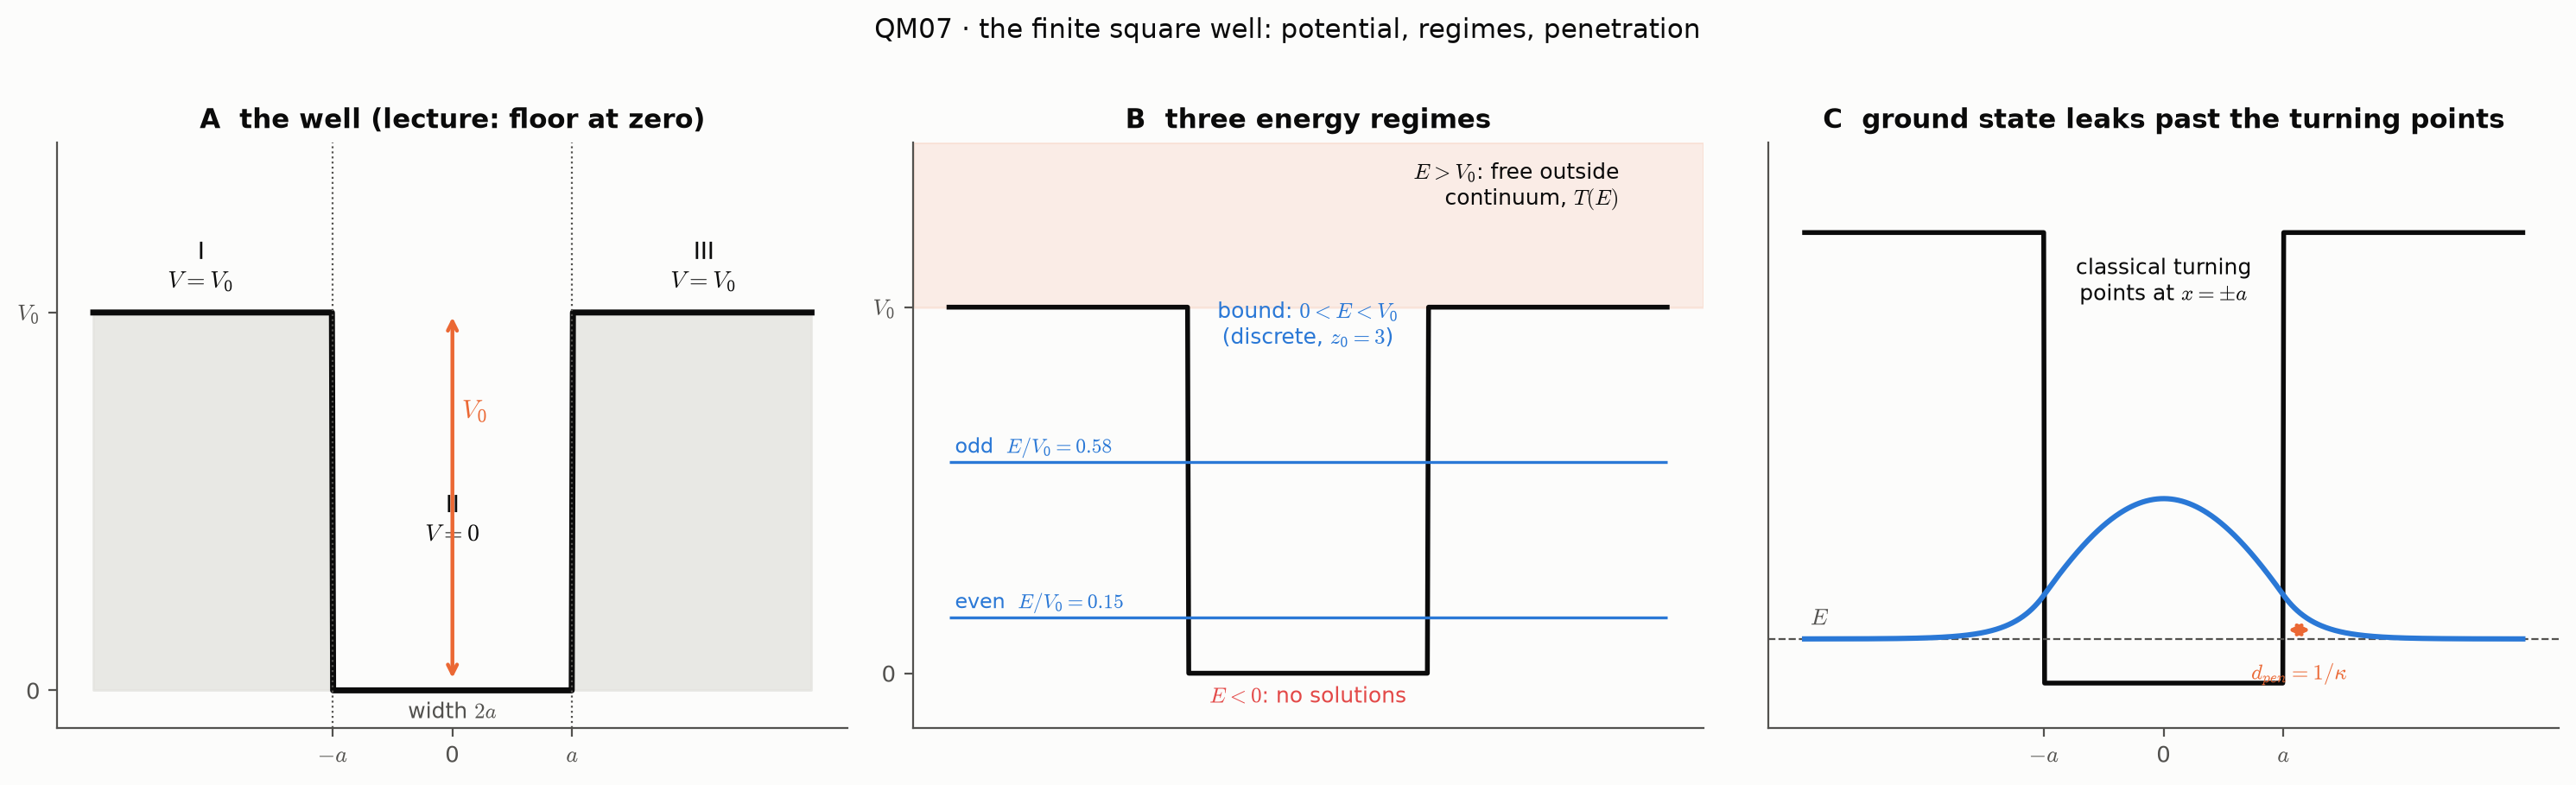 QM07 · the finite square well: potential, regimes, penetration
A the well (lecture: floor at zero)
I
V = V₀
III
V = V₀
V₀
V₀
II
V = 0
0
width 2a
−a
0
a
B three energy regimes
E > V₀: free outside
continuum, T(E)
V₀
bound: 0 < E < V₀
(discrete, z₀ = 3)
odd E/V₀ = 0.58
even E/V₀ = 0.15
0
E < 0: no solutions
C ground state leaks past the turning points
classical turning
points at x = ±a
E
d_pen = 1/κ
−a
0
a